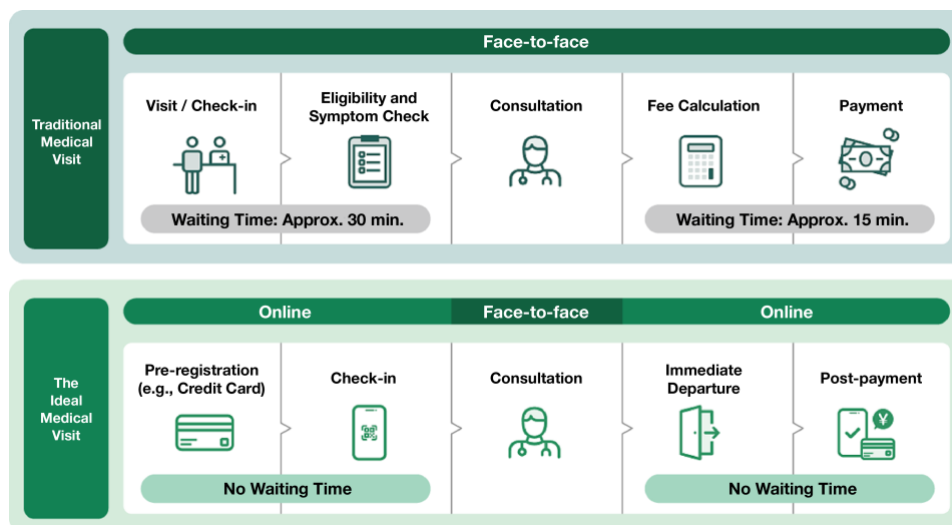 Face-to-face
Traditional
Medical
Visit
Visit / Check-in
Eligibility and
Symptom Check
Consultation
Fee Calculation
Payment
Waiting Time: Approx. 30 min.
Waiting Time: Approx. 15 min.
Online
Face-to-face
Online
The
Ideal
Medical
Visit
Pre-registration
(e.g., Credit Card)
Check-in
Consultation
Immediate
Departure
Post-payment
¥
No Waiting Time
No Waiting Time